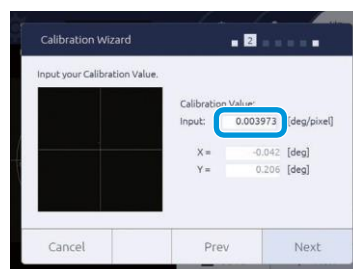 Calibration Wizard
2
Input your Calibration Value.
Calibration Value:
Input: 0.003973 [deg/pixel]
X = -0.042 [deg]
Y = 0.206 [deg]
Cancel
Prev
Next